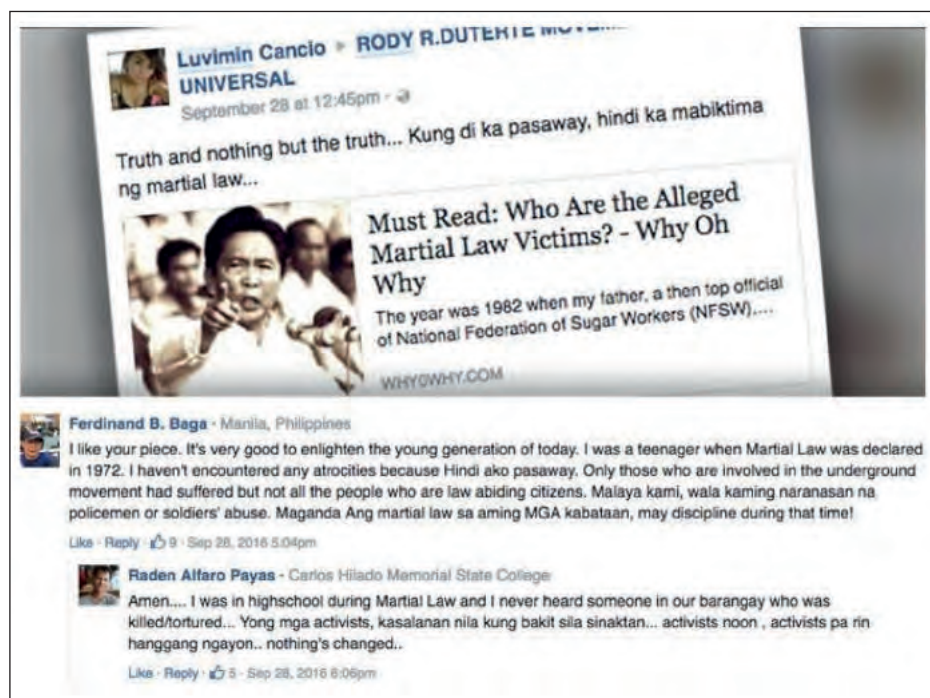 Luvimin Cancio ▸ RODY R.DUTERTE
UNIVERSAL
September 28 at 12:45pm ·
Truth and nothing but the truth... Kung di ka pasaway, hindi ka mabiktima
ng martial law...
Must Read: Who Are the Alleged
Martial Law Victims? - Why Oh
Why
The year was 1982 when my father, a then top official
of National Federation of Sugar Workers (NFSW)....
WHYOWHY.COM
Ferdinand B. Baga · Manila, Philippines
I like your piece. It's very good to enlighten the young generation of today. I was a teenager when Martial Law was declared
in 1972. I haven't encountered any atrocities because Hindi ako pasaway. Only those who are involved in the underground
movement had suffered but not all the people who are law abiding citizens. Malaya kami, wala kaming naranasan na
policemen or soldiers' abuse. Maganda Ang martial law sa aming MGA kabataan, may discipline during that time!
Like · Reply · 9 · Sep 28, 2016 5:04pm
Raden Alfaro Payas - Carlos Hilado Memorial State College
Amen.... I was in highschool during Martial Law and I never heard someone in our barangay who was
killed/tortured... Yong mga activists, kasalanan nila kung bakit sila sinaktan... activists noon , activists pa rin
hanggang ngayon.. nothing's changed..
Like · Reply · 5 · Sep 28, 2016 6:06pm